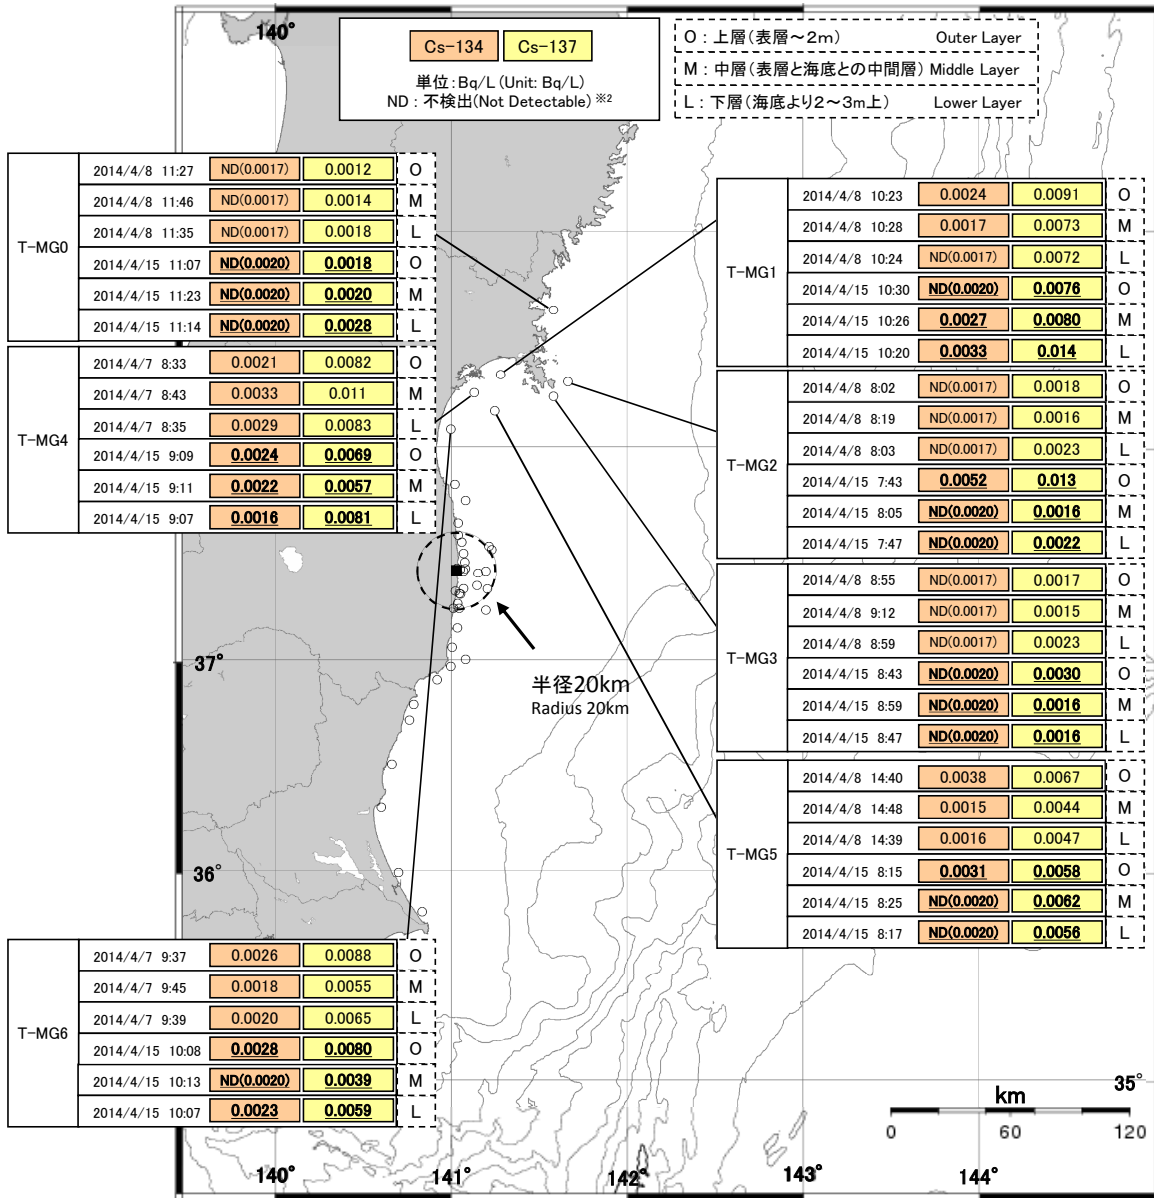 140°
Cs-134 Cs-137
単位:Bq/L (Unit: Bq/L)
ND : 不検出(Not Detectable) ※2
O : 上層(表層～2m) Outer Layer
M : 中層(表層と海底との中間層) Middle Layer
L : 下層(海底より2～3m上) Lower Layer
T-MG0
2014/4/8 11:27 ND(0.0017) 0.0012 O
2014/4/8 11:46 ND(0.0017) 0.0014 M
2014/4/8 11:35 ND(0.0017) 0.0018 L
2014/4/15 11:07 ND(0.0020) 0.0018 O
2014/4/15 11:23 ND(0.0020) 0.0020 M
2014/4/15 11:14 ND(0.0020) 0.0028 L
T-MG4
2014/4/7 8:33 0.0021 0.0082 O
2014/4/7 8:43 0.0033 0.011 M
2014/4/7 8:35 0.0029 0.0083 L
2014/4/15 9:09 0.0024 0.0069 O
2014/4/15 9:11 0.0022 0.0057 M
2014/4/15 9:07 0.0016 0.0081 L
T-MG1
2014/4/8 10:23 0.0024 0.0091 O
2014/4/8 10:28 0.0017 0.0073 M
2014/4/8 10:24 ND(0.0017) 0.0072 L
2014/4/15 10:30 ND(0.0020) 0.0076 O
2014/4/15 10:26 0.0027 0.0080 M
2014/4/15 10:20 0.0033 0.014 L
T-MG2
2014/4/8 8:02 ND(0.0017) 0.0018 O
2014/4/8 8:19 ND(0.0017) 0.0016 M
2014/4/8 8:03 ND(0.0017) 0.0023 L
2014/4/15 7:43 0.0052 0.013 O
2014/4/15 8:05 ND(0.0020) 0.0016 M
2014/4/15 7:47 ND(0.0020) 0.0022 L
T-MG3
2014/4/8 8:55 ND(0.0017) 0.0017 O
2014/4/8 9:12 ND(0.0017) 0.0015 M
2014/4/8 8:59 ND(0.0017) 0.0023 L
2014/4/15 8:43 ND(0.0020) 0.0030 O
2014/4/15 8:59 ND(0.0020) 0.0016 M
2014/4/15 8:47 ND(0.0020) 0.0016 L
T-MG5
2014/4/8 14:40 0.0038 0.0067 O
2014/4/8 14:48 0.0015 0.0044 M
2014/4/8 14:39 0.0016 0.0047 L
2014/4/15 8:15 0.0031 0.0058 O
2014/4/15 8:25 ND(0.0020) 0.0062 M
2014/4/15 8:17 ND(0.0020) 0.0056 L
37°
半径20km
Radius 20km
36°
T-MG6
2014/4/7 9:37 0.0026 0.0088 O
2014/4/7 9:45 0.0018 0.0055 M
2014/4/7 9:39 0.0020 0.0065 L
2014/4/15 10:08 0.0028 0.0080 O
2014/4/15 10:13 ND(0.0020) 0.0039 M
2014/4/15 10:07 0.0023 0.0059 L
35°
km
0 60 120
140° 141° 142° 143° 144°